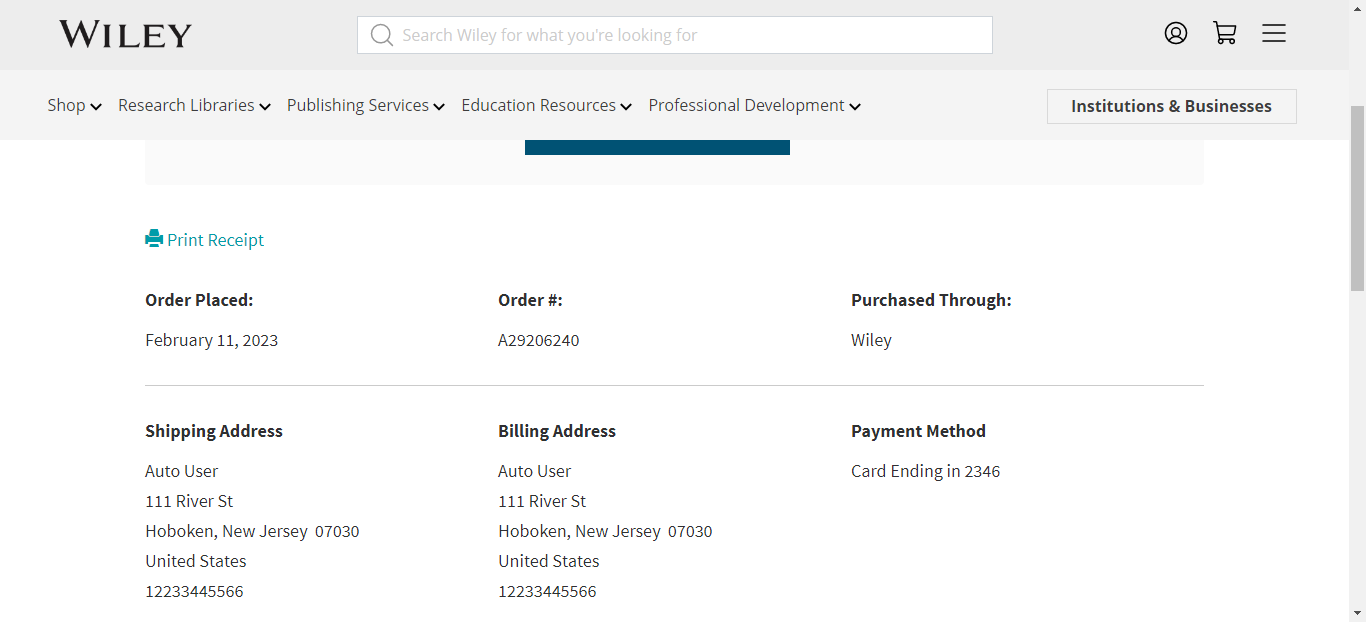 WILEY
Search Wiley for what you're looking for
Shop Research Libraries Publishing Services Education Resources Professional Development Institutions & Businesses
Print Receipt
Order Placed: Order #: Purchased Through:
February 11, 2023 A29206240 Wiley
Shipping Address Billing Address Payment Method
Auto User Auto User Card Ending in 2346
111 River St 111 River St
Hoboken, New Jersey 07030 Hoboken, New Jersey 07030
United States United States
12233445566 12233445566